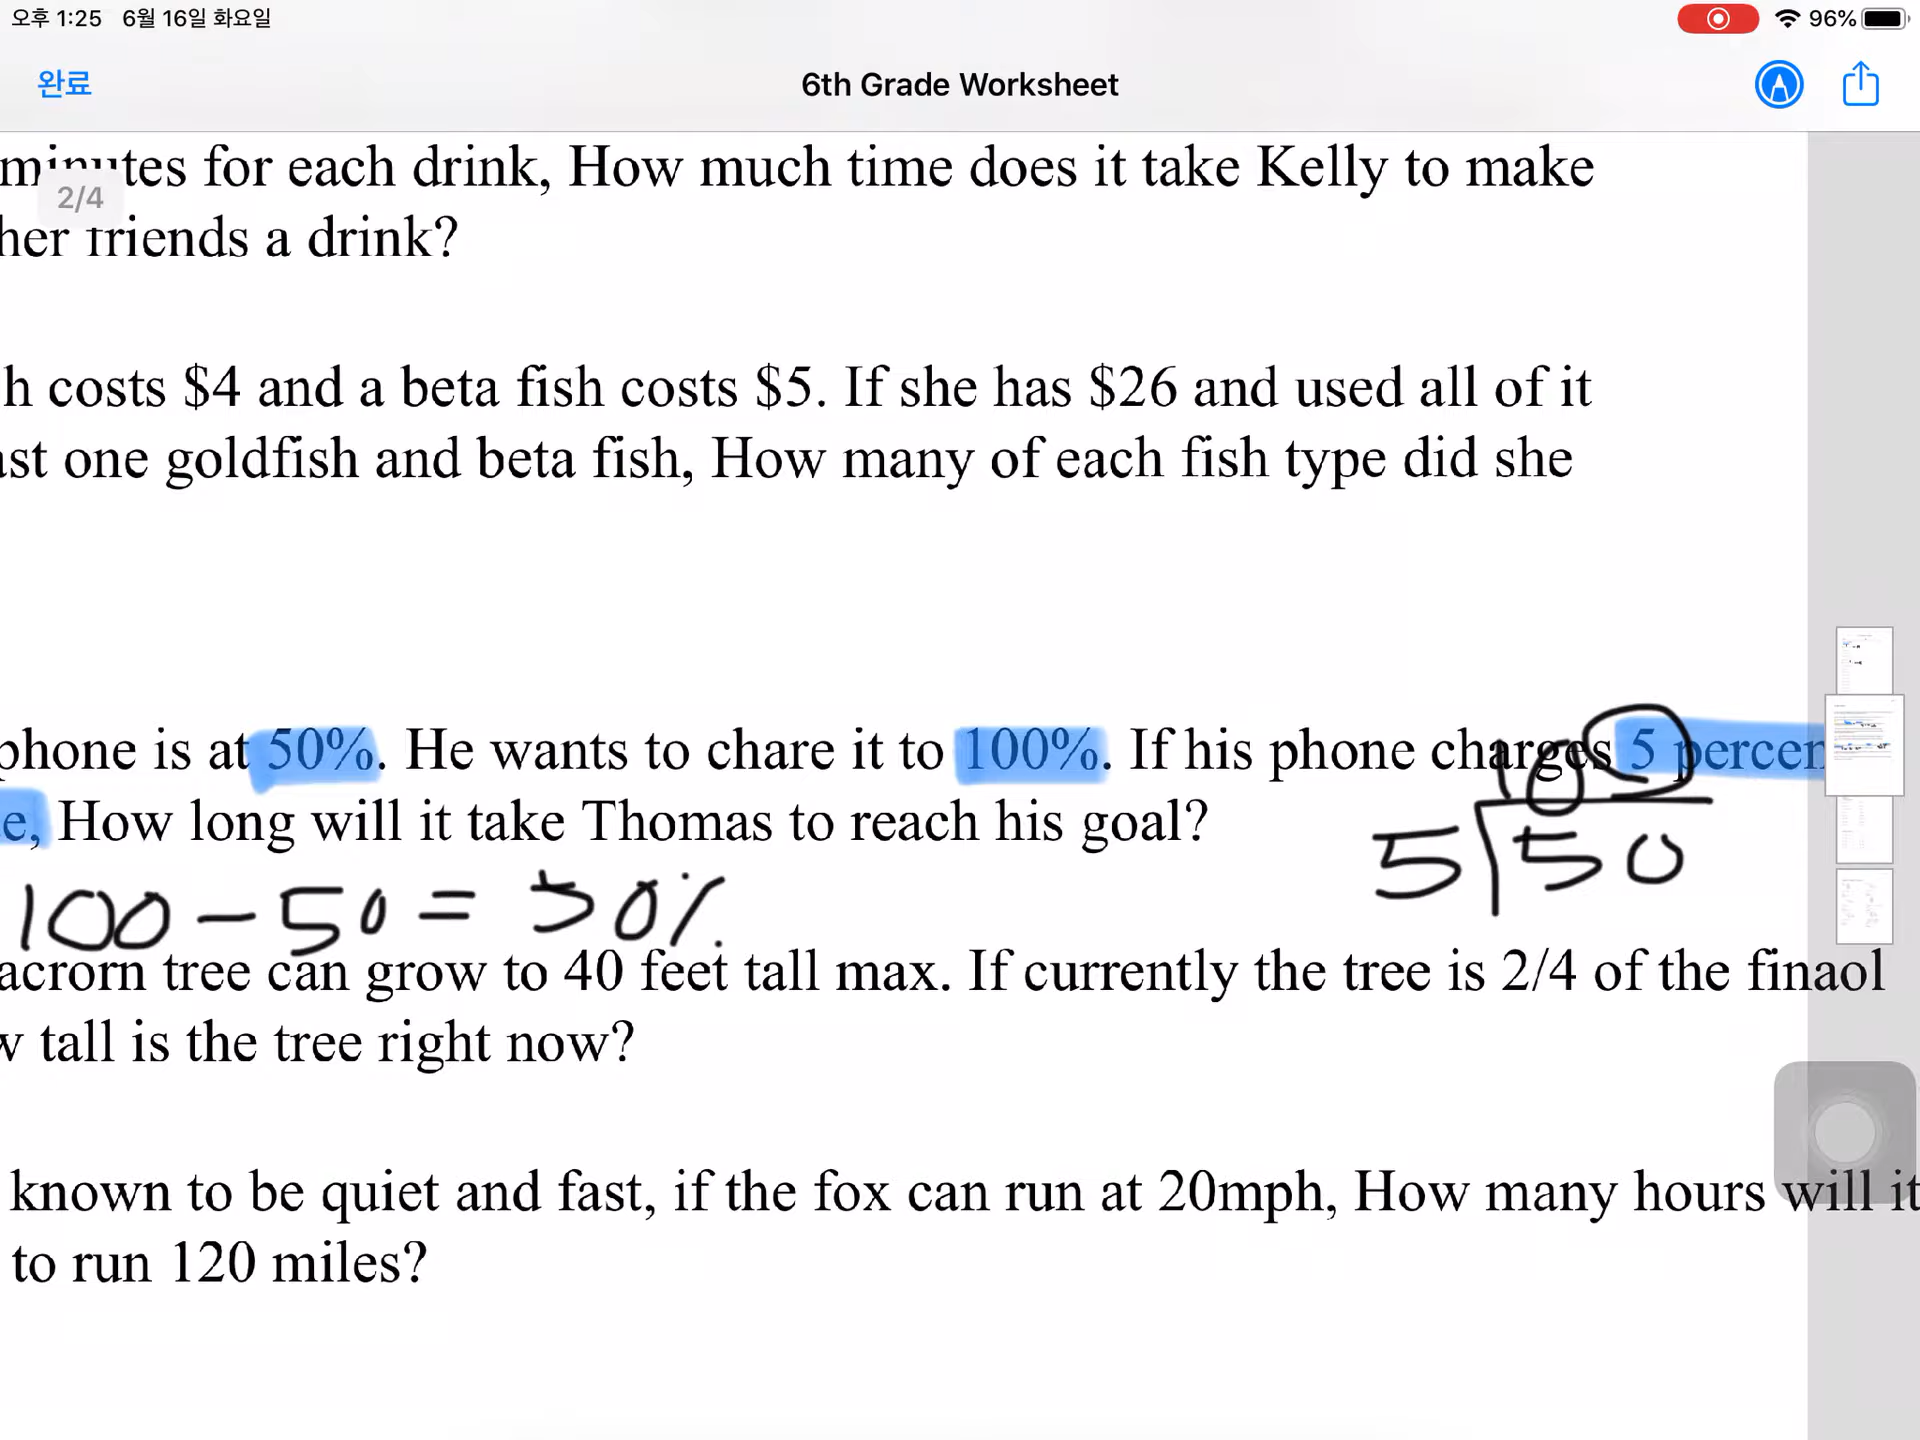 오후 1:25 6월 16일 화요일
96%
완료
6th Grade Worksheet
minutes for each drink, How much time does it take Kelly to make
2/4
her friends a drink?
h costs $4 and a beta fish costs $5. If she has $26 and used all of it
ast one goldfish and beta fish, How many of each fish type did she
phone is at 50%. He wants to chare it to 100%. If his phone charges 5 percen
e, How long will it take Thomas to reach his goal?
10
5 50
100 - 50 = 50%
acrorn tree can grow to 40 feet tall max. If currently the tree is 2/4 of the finaol
w tall is the tree right now?
known to be quiet and fast, if the fox can run at 20mph, How many hours will it
to run 120 miles?